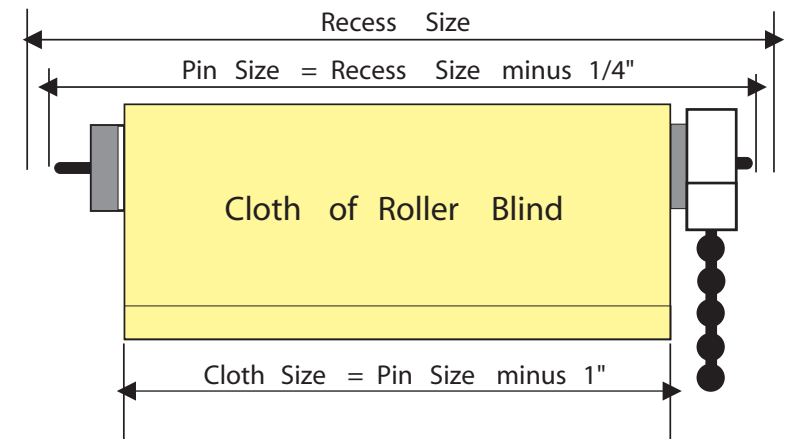 Recess Size
Pin Size = Recess Size minus 1/4"
Cloth of Roller Blind
Cloth Size = Pin Size minus 1"